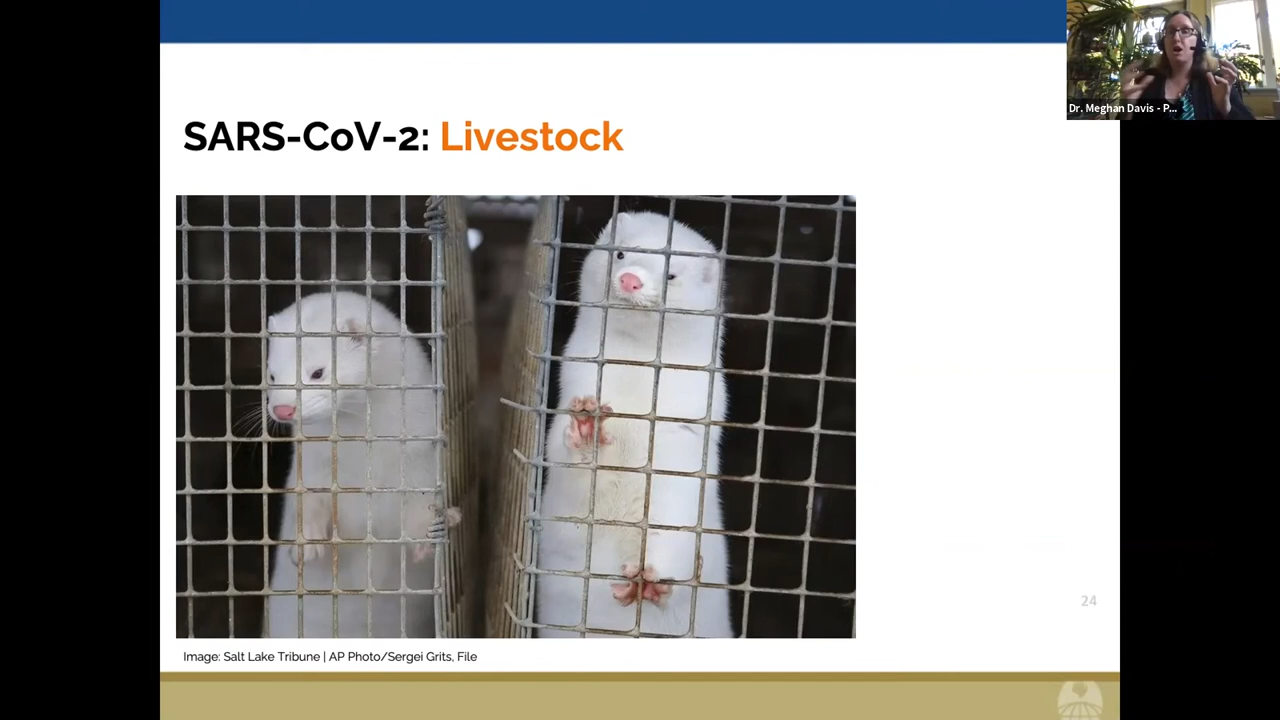 Dr. Meghan Davis - P...
SARS-CoV-2: Livestock
24
Image: Salt Lake Tribune | AP Photo/Sergei Grits, File